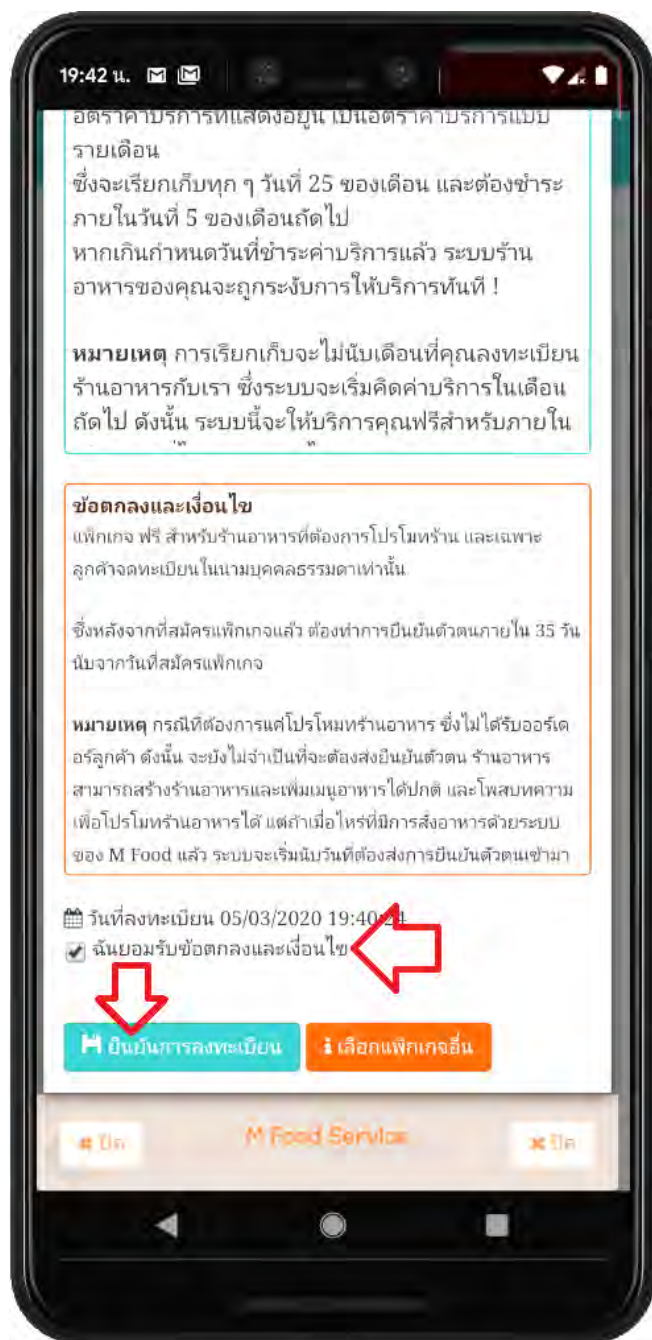 19:42 น.
อัตราค่าบริการที่แสดงอยู่นี้ เป็นอัตราค่าบริการแบบ
รายเดือน
ซึ่งจะเรียกเก็บทุก ๆ วันที่ 25 ของเดือน และต้องชำระ
ภายในวันที่ 5 ของเดือนถัดไป
หากเกินกำหนดวันที่ชำระค่าบริการแล้ว ระบบร้าน
อาหารของคุณจะถูกระงับการให้บริการทันที !
หมายเหตุ การเรียกเก็บจะไม่นับเดือนที่คุณลงทะเบียน
ร้านอาหารกับเรา ซึ่งระบบจะเริ่มคิดค่าบริการในเดือน
ถัดไป ดังนั้น ระบบนี้จะให้บริการคุณฟรีสำหรับภายใน
ข้อตกลงและเงื่อนไข
แพ็กเกจ ฟรี สำหรับร้านอาหารที่ต้องการโปรโมทร้าน และเฉพาะ
ลูกค้าจดทะเบียนในนามบุคคลธรรมดาเท่านั้น
ซึ่งหลังจากที่สมัครแพ็กเกจแล้ว ต้องทำการยืนยันตัวตนภายใน 35 วัน
นับจากวันที่สมัครแพ็กเกจ
หมายเหตุ กรณีที่ต้องการแค่โปรโหมทร้านอาหาร ซึ่งไม่ได้รับออร์เด
อร์ลูกค้า ดังนั้น จะยังไม่จำเป็นที่จะต้องส่งยืนยันตัวตน ร้านอาหาร
สามารถสร้างร้านอาหารและเพิ่มเมนูอาหารได้ปกติ และโพสบทความ
เพื่อโปรโมทร้านอาหารได้ แต่ถ้าเมื่อไหร่ที่มีการสั่งอาหารด้วยระบบ
ของ M Food แล้ว ระบบจะเริ่มนับวันที่ต้องส่งการยืนยันตัวตนเข้ามา
วันที่ลงทะเบียน 05/03/2020 19:40:24
ฉันยอมรับข้อตกลงและเงื่อนไข
ยืนยันการลงทะเบียน
เลือกแพ็กเกจอื่น
ปิด
M Food Service
ปิด